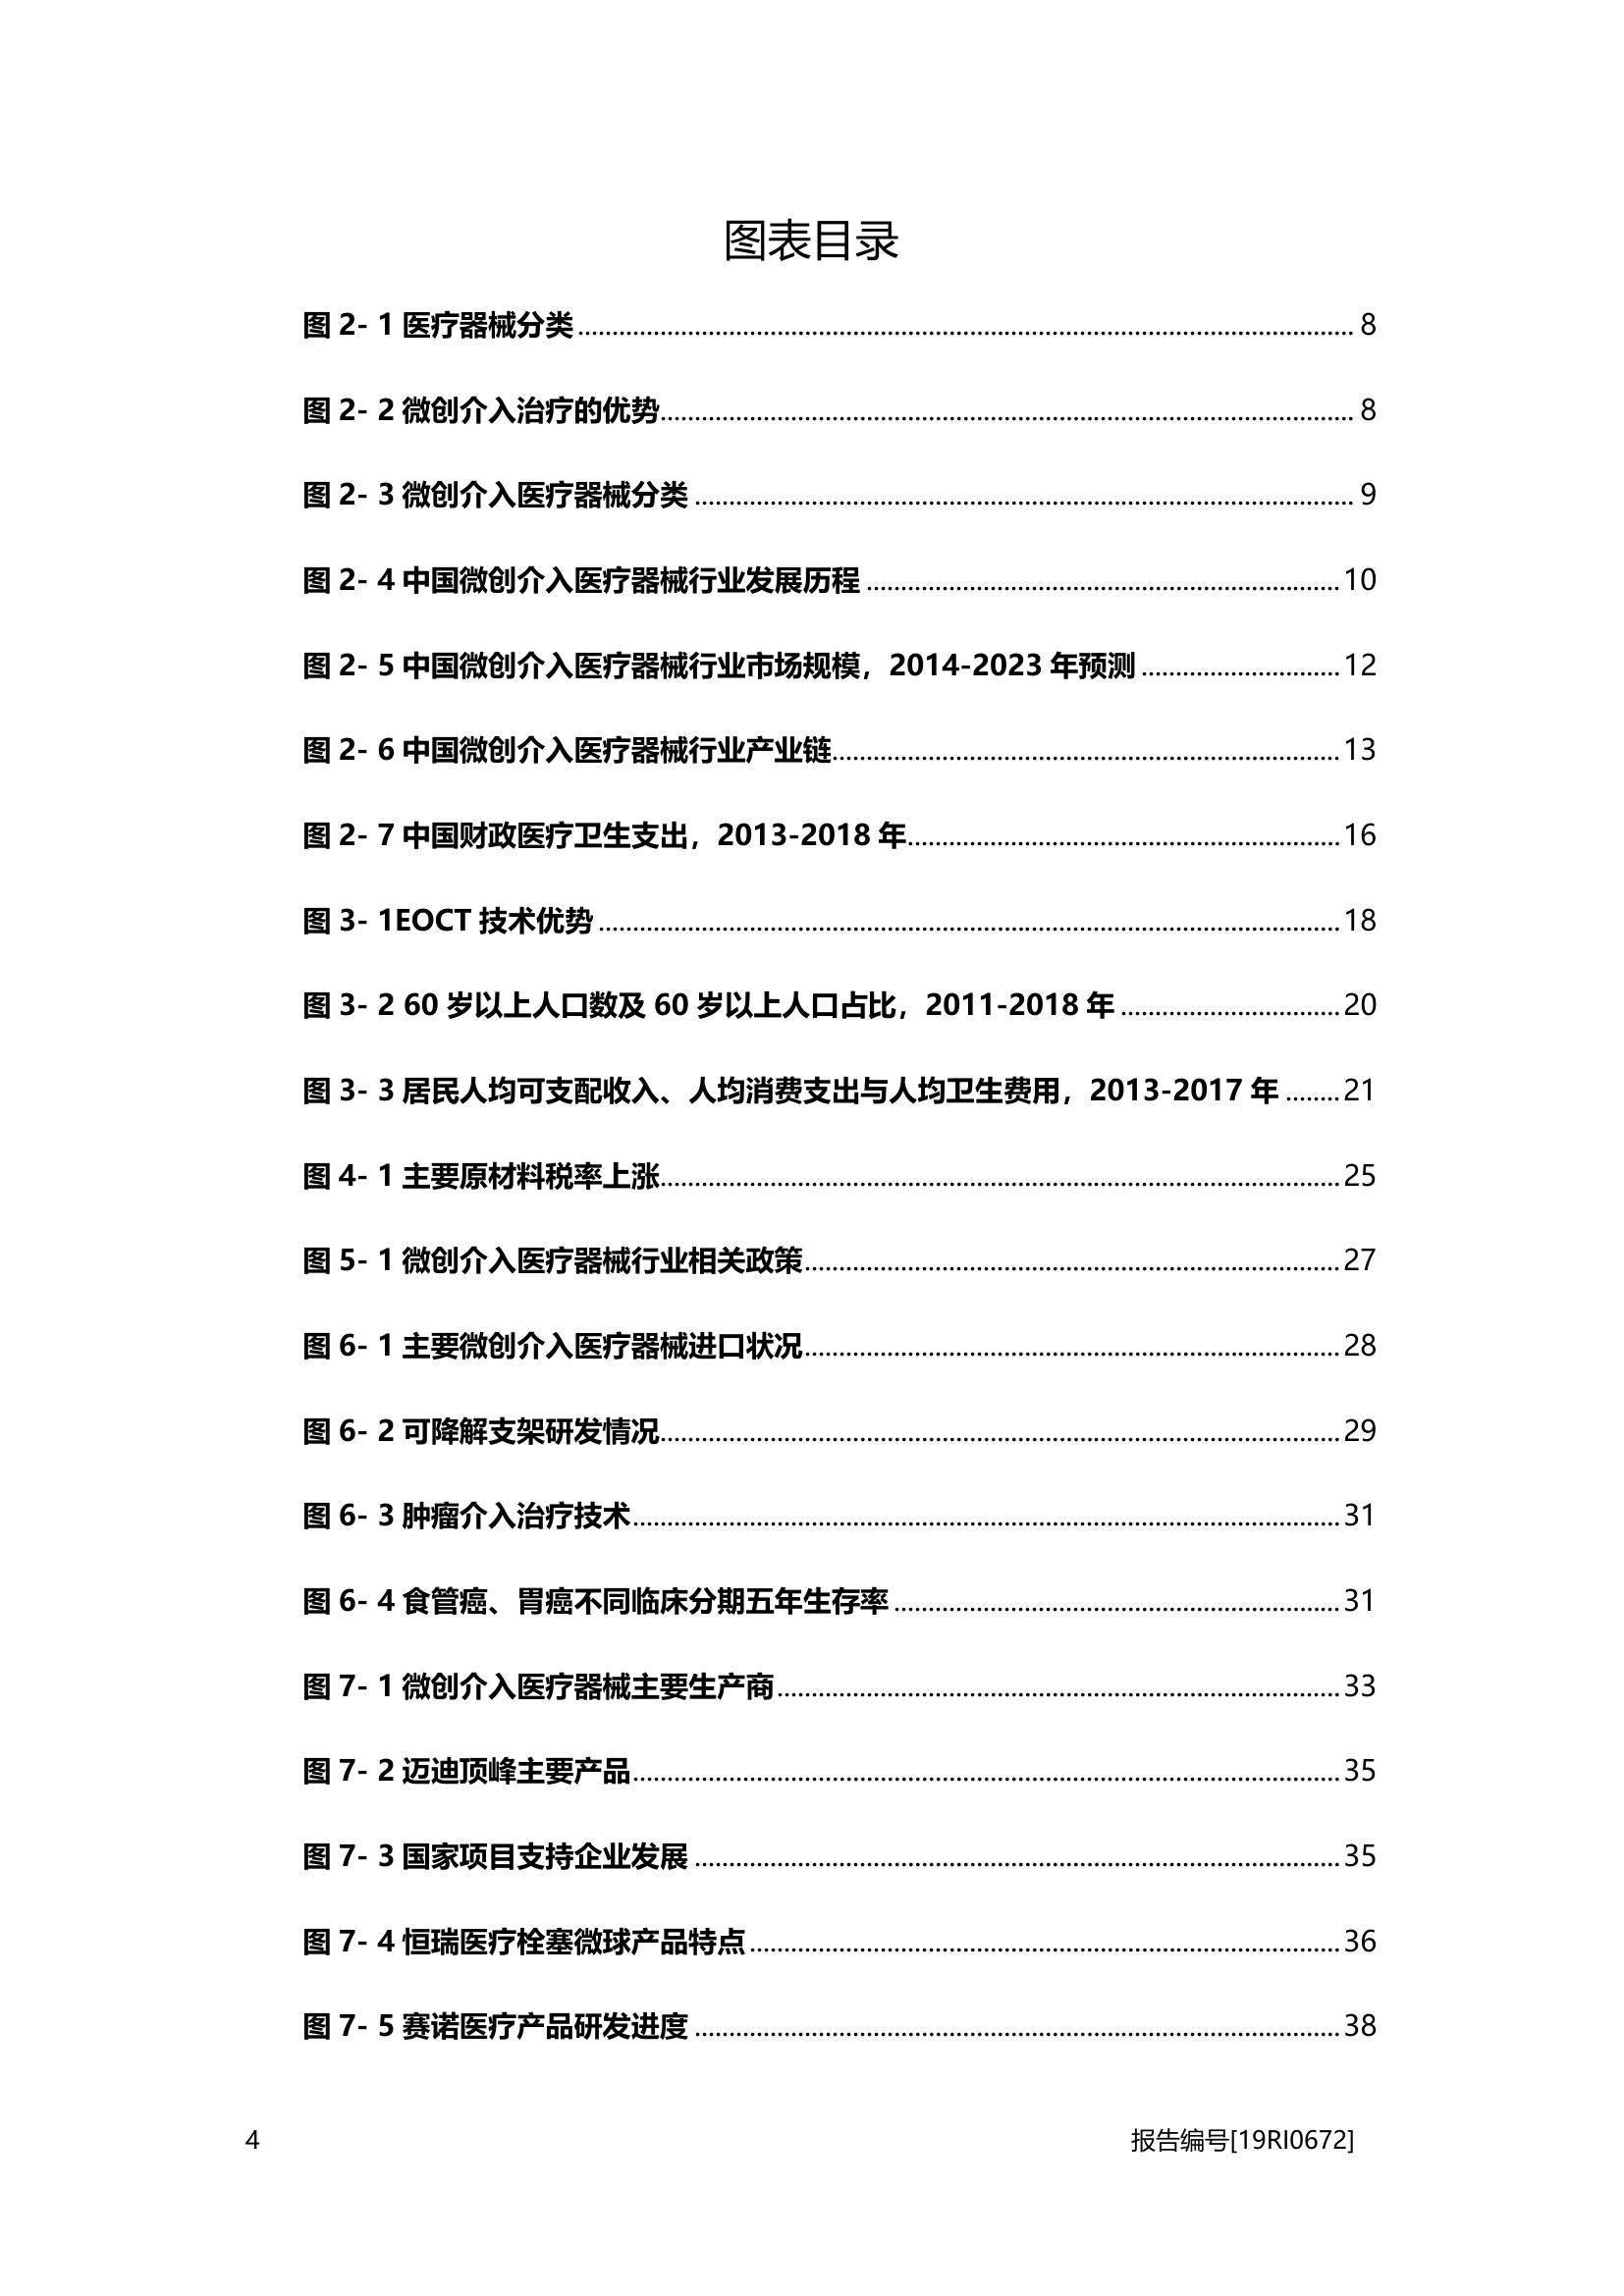 图表目录
图 2- 1 医疗器械分类 8
图 2- 2 微创介入治疗的优势 8
图 2- 3 微创介入医疗器械分类 9
图 2- 4 中国微创介入医疗器械行业发展历程 10
图 2- 5 中国微创介入医疗器械行业市场规模，2014-2023 年预测 12
图 2- 6 中国微创介入医疗器械行业产业链 13
图 2- 7 中国财政医疗卫生支出，2013-2018 年 16
图 3- 1EOCT 技术优势 18
图 3- 2 60 岁以上人口数及 60 岁以上人口占比，2011-2018 年 20
图 3- 3 居民人均可支配收入、人均消费支出与人均卫生费用，2013-2017 年 21
图 4- 1 主要原材料税率上涨 25
图 5- 1 微创介入医疗器械行业相关政策 27
图 6- 1 主要微创介入医疗器械进口状况 28
图 6- 2 可降解支架研发情况 29
图 6- 3 肿瘤介入治疗技术 31
图 6- 4 食管癌、胃癌不同临床分期五年生存率 31
图 7- 1 微创介入医疗器械主要生产商 33
图 7- 2 迈迪顶峰主要产品 35
图 7- 3 国家项目支持企业发展 35
图 7- 4 恒瑞医疗栓塞微球产品特点 36
图 7- 5 赛诺医疗产品研发进度 38
4 报告编号[19RI0672]